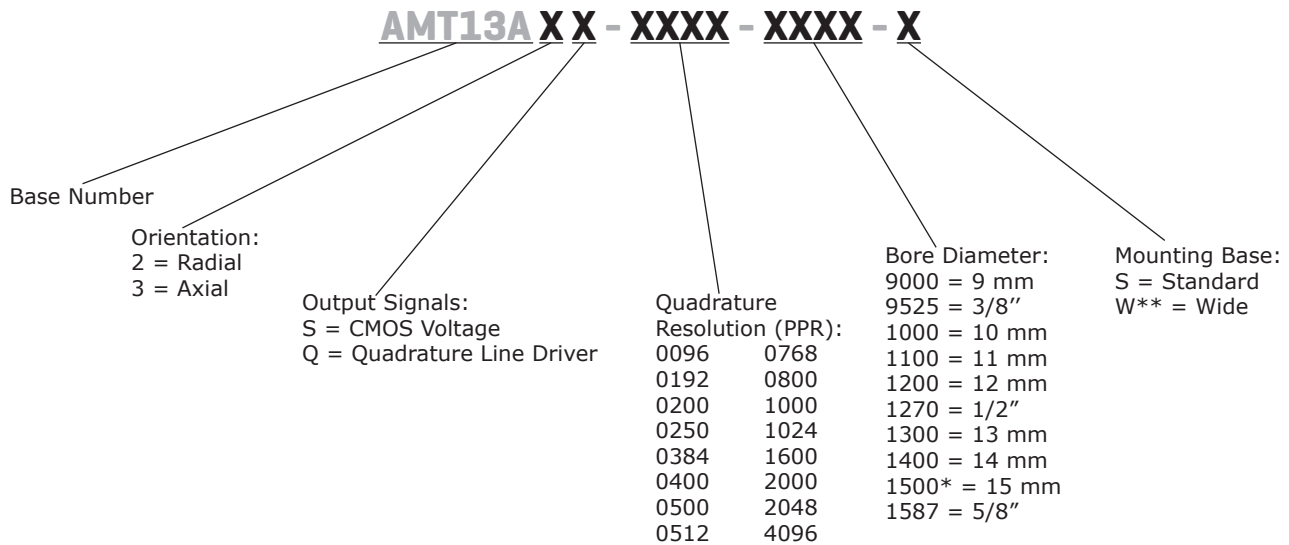 AMT13A X X - XXXX - XXXX - X
Base Number
Orientation:
2 = Radial
3 = Axial
Output Signals:
S = CMOS Voltage
Q = Quadrature Line Driver
Quadrature
Resolution (PPR):
0096 0768
0192 0800
0200 1000
0250 1024
0384 1600
0400 2000
0500 2048
0512 4096
Bore Diameter:
9000 = 9 mm
9525 = 3/8’’
1000 = 10 mm
1100 = 11 mm
1200 = 12 mm
1270 = 1/2”
1300 = 13 mm
1400 = 14 mm
1500* = 15 mm
1587 = 5/8”
Mounting Base:
S = Standard
W** = Wide